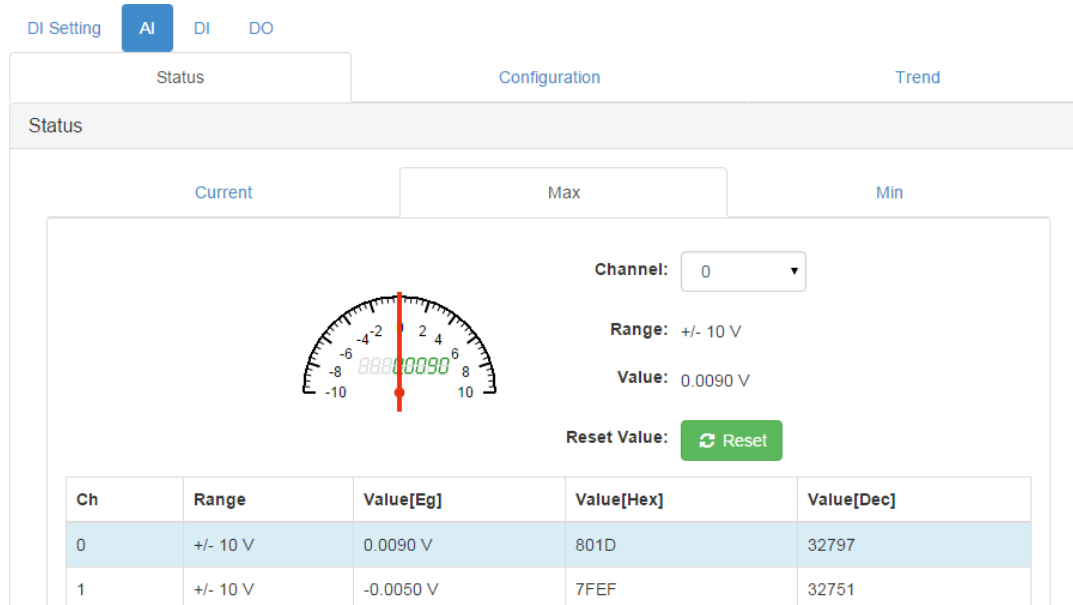 DI Setting AI DI DO
Status Configuration Trend
Status
Current Max Min
Channel: 0
Range: +/- 10 V
Value: 0.0090 V
Reset Value: Reset
-10 -8 -6 -4 -2 0 2 4 6 8 10
0.0090
Ch Range Value[Eg] Value[Hex] Value[Dec]
0 +/- 10 V 0.0090 V 801D 32797
1 +/- 10 V -0.0050 V 7FEF 32751